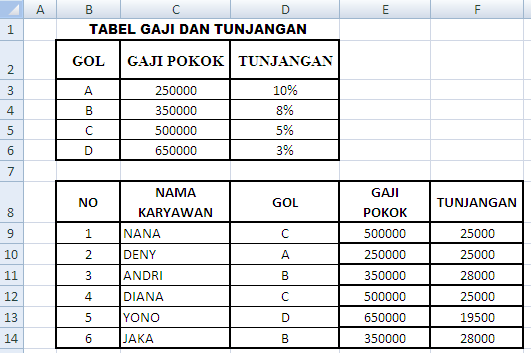 A B C D E F
1 TABEL GAJI DAN TUNJANGAN
2 GOL GAJI POKOK TUNJANGAN
3 A 250000 10%
4 B 350000 8%
5 C 500000 5%
6 D 650000 3%
7
8 NO NAMA KARYAWAN GOL GAJI POKOK TUNJANGAN
9 1 NANA C 500000 25000
10 2 DENY A 250000 25000
11 3 ANDRI B 350000 28000
12 4 DIANA C 500000 25000
13 5 YONO D 650000 19500
14 6 JAKA B 350000 28000